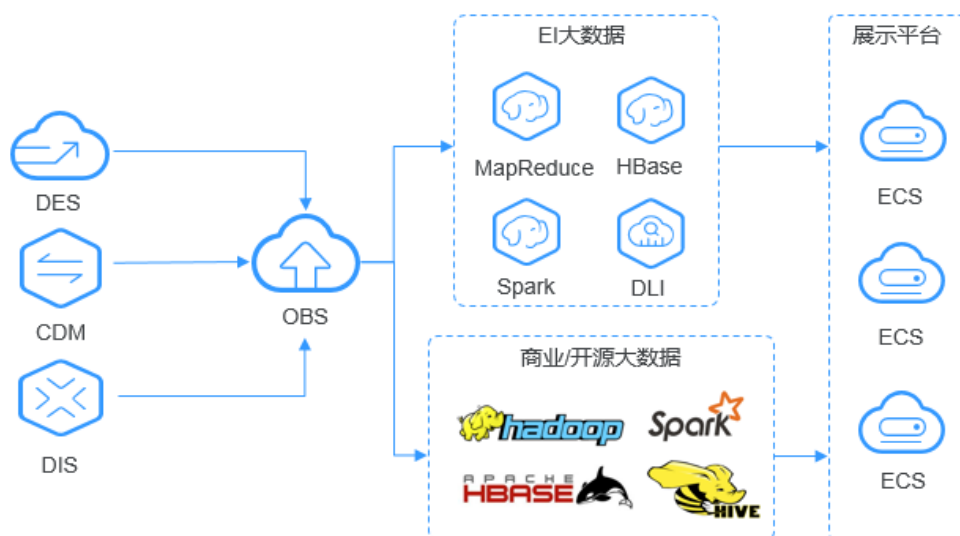 DES
CDM
DIS
OBS
EI大数据
MapReduce
HBase
Spark
DLI
商业/开源大数据
hadoop
Spark
APACHE
HBASE
HIVE
展示平台
ECS
ECS
ECS